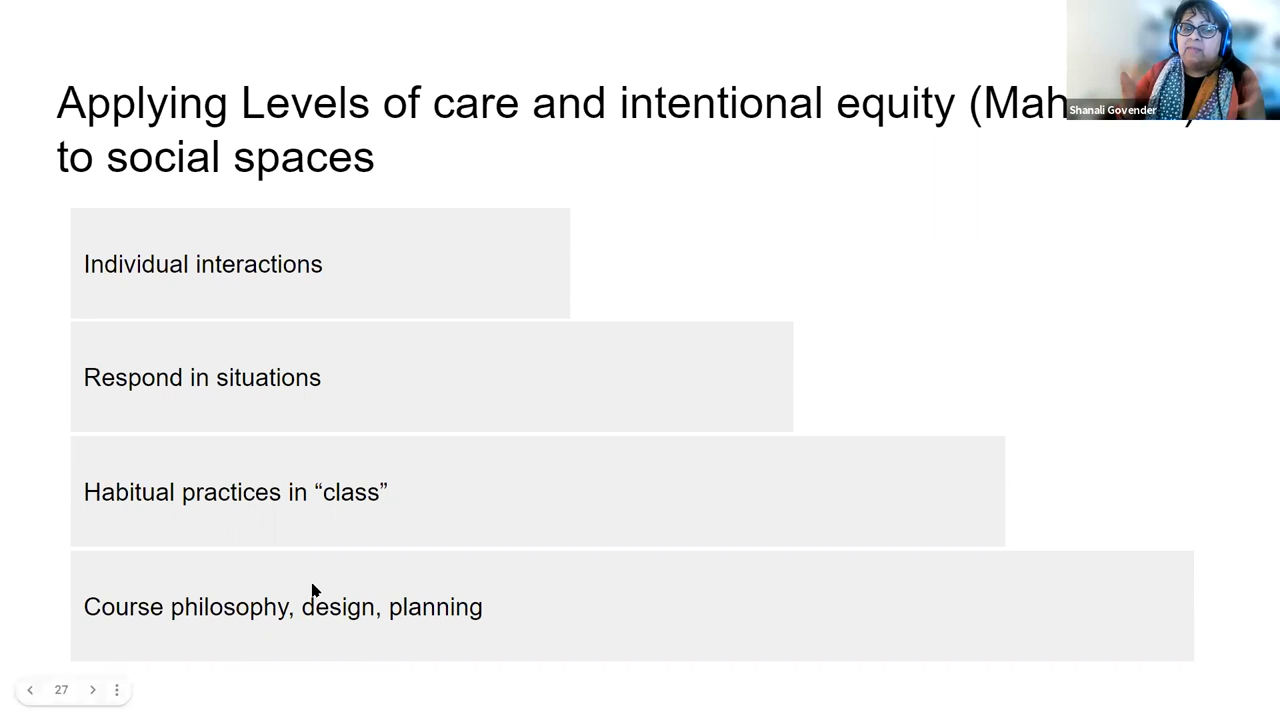 Applying Levels of care and intentional equity (Mah
to social spaces
Shanali Govender
Individual interactions
Respond in situations
Habitual practices in “class”
Course philosophy, design, planning
27